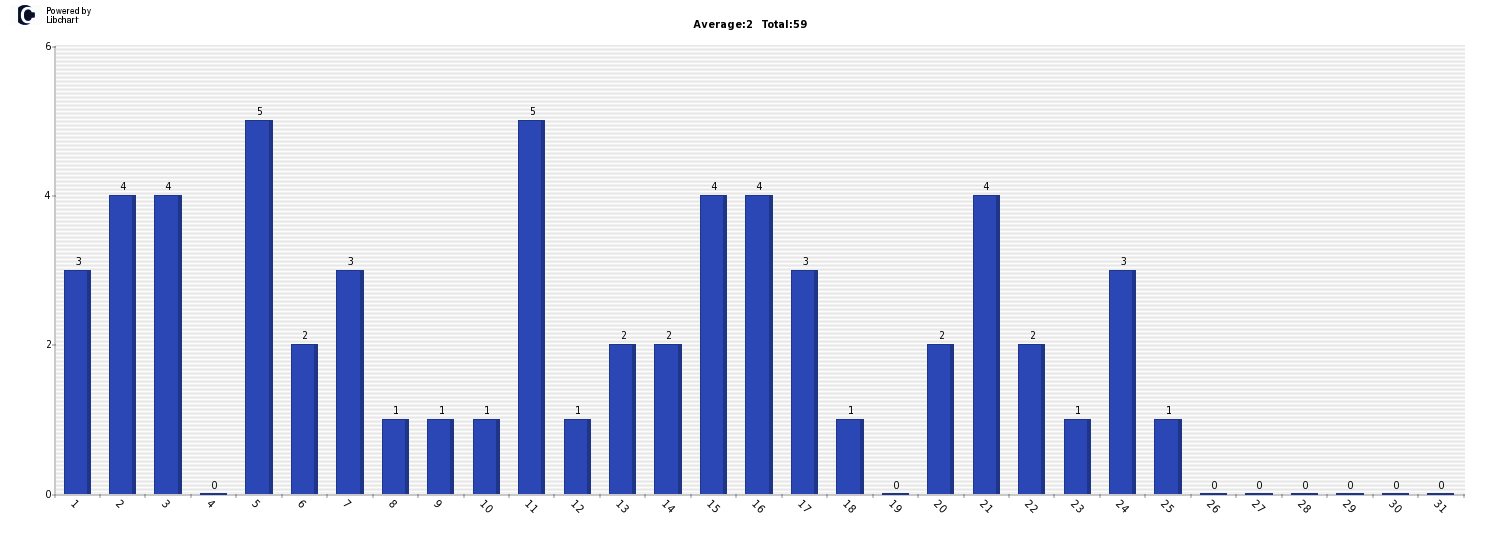 Powered by
Libchart
Average:2 Total:59
6
5 5
4 4 4 4 4 4
3 3 3 3
2 2 2 2 2 2 2
1 1 1 1 1 1 1
0 0 0 0 0 0 0 0 0
1 2 3 4 5 6 7 8 9 10 11 12 13 14 15 16 17 18 19 20 21 22 23 24 25 26 27 28 29 30 31